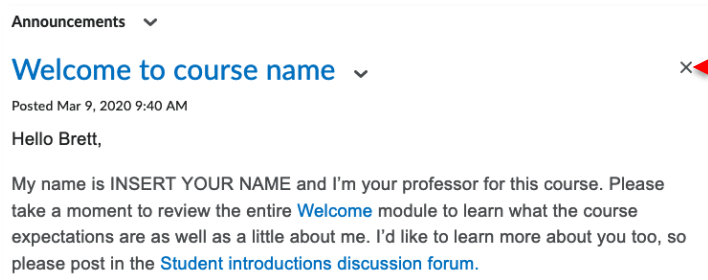 Announcements
Welcome to course name
Posted Mar 9, 2020 9:40 AM
Hello Brett,
My name is INSERT YOUR NAME and I’m your professor for this course. Please
take a moment to review the entire Welcome module to learn what the course
expectations are as well as a little about me. I’d like to learn more about you too, so
please post in the Student introductions discussion forum.